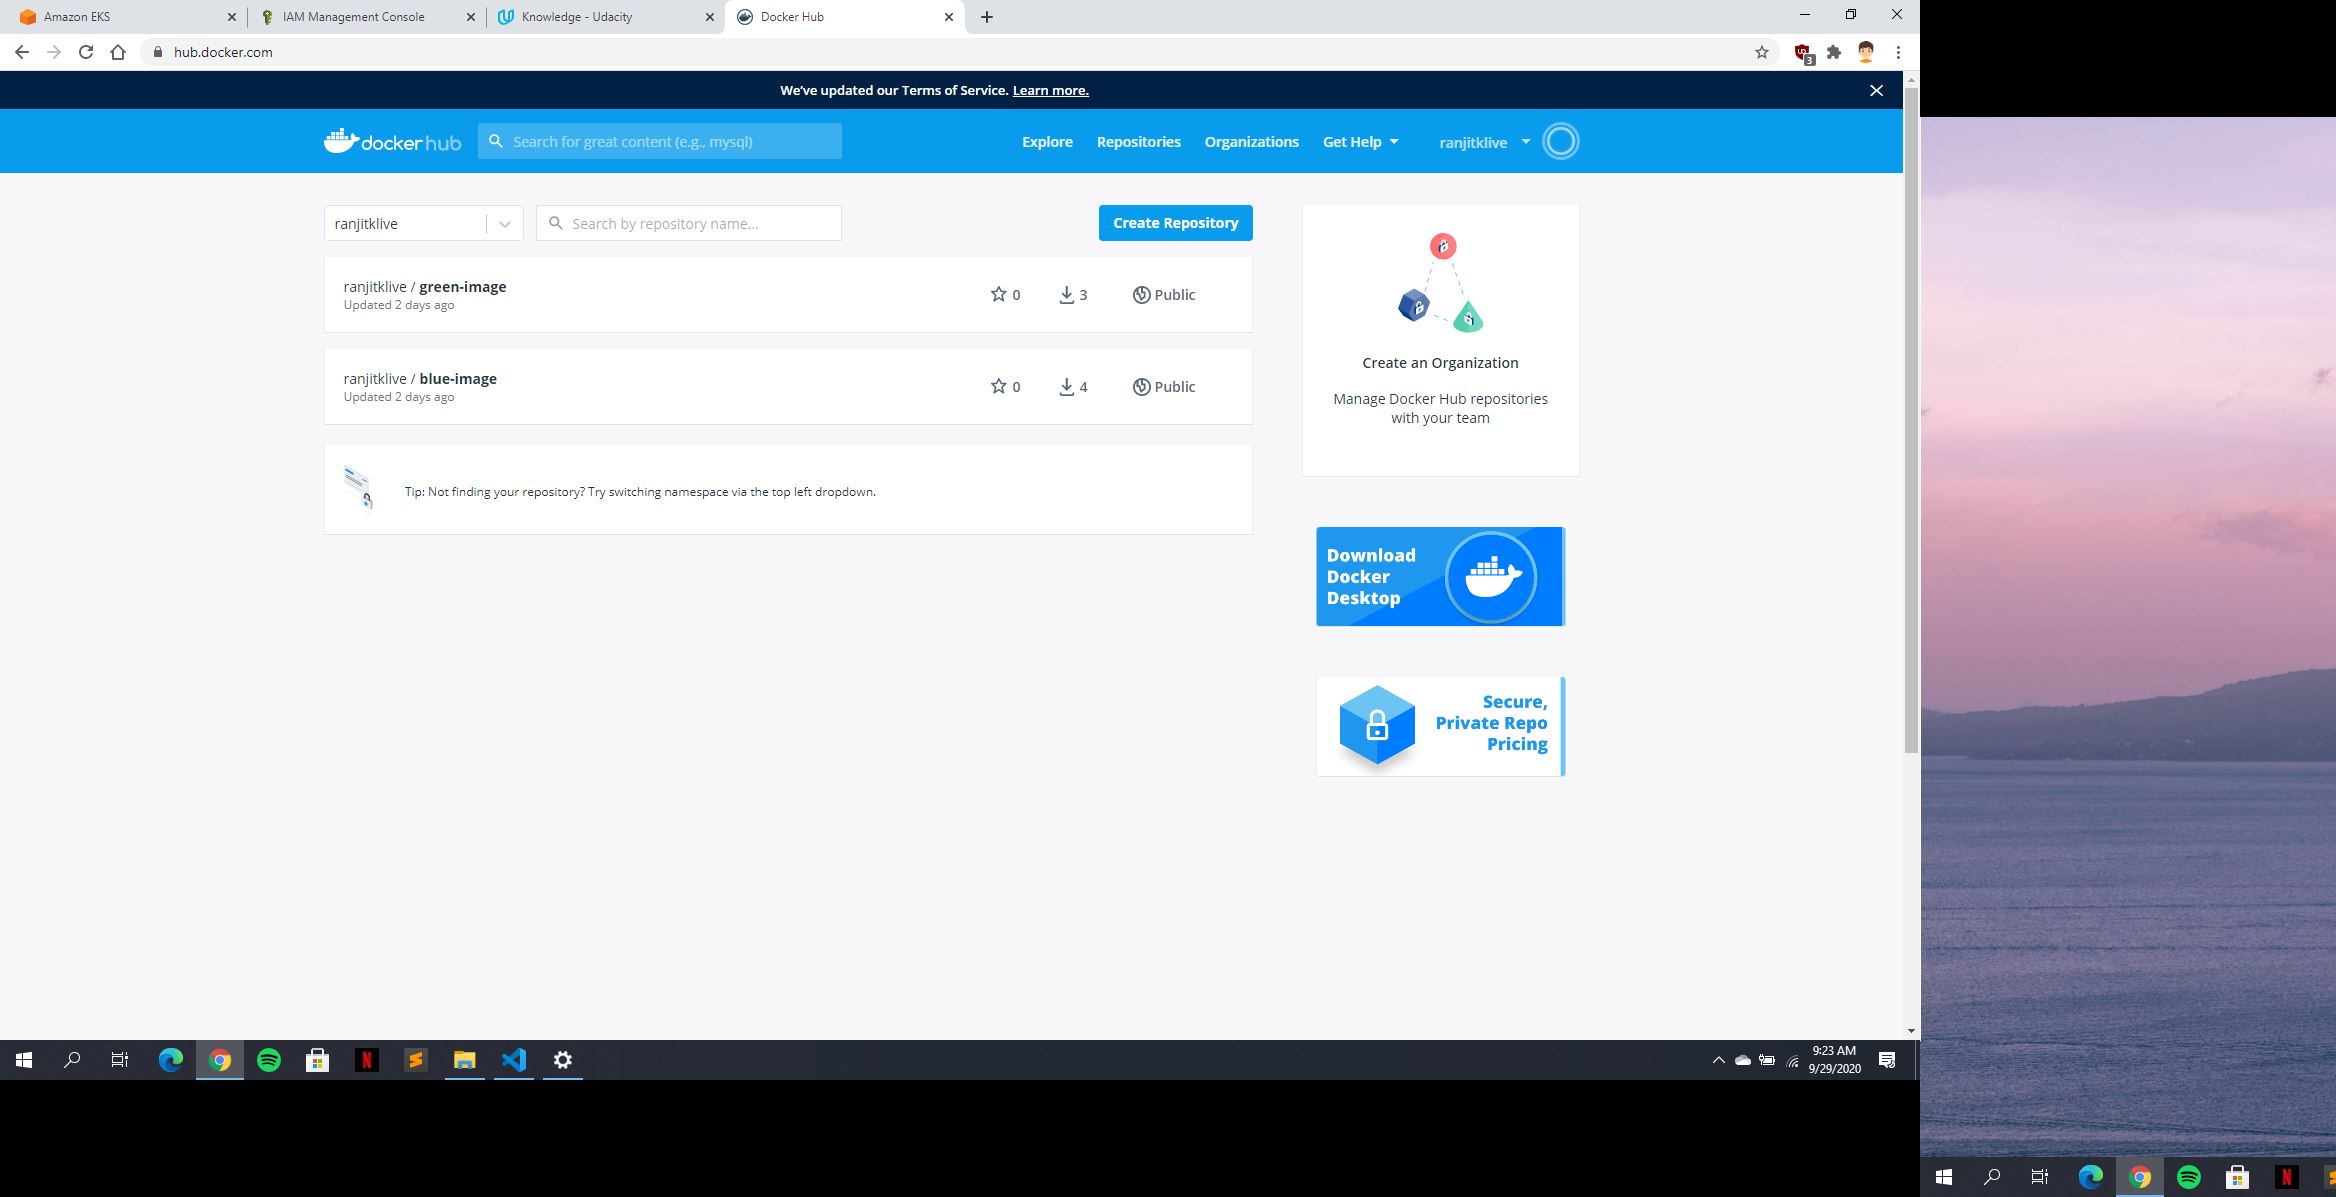 Amazon EKS
IAM Management Console
Knowledge - Udacity
Docker Hub
hub.docker.com
3
We've updated our Terms of Service. Learn more.
docker hub
Search for great content (e.g., mysql)
Explore
Repositories
Organizations
Get Help
ranjitklive
ranjitklive
Search by repository name...
Create Repository
ranjitklive / green-image
Updated 2 days ago
0
3
Public
ranjitklive / blue-image
Updated 2 days ago
0
4
Public
Tip: Not finding your repository? Try switching namespace via the top left dropdown.
Create an Organization
Manage Docker Hub repositories
with your team
Download
Docker
Desktop
Secure,
Private Repo
Pricing
N
9:23 AM
9/29/2020
N